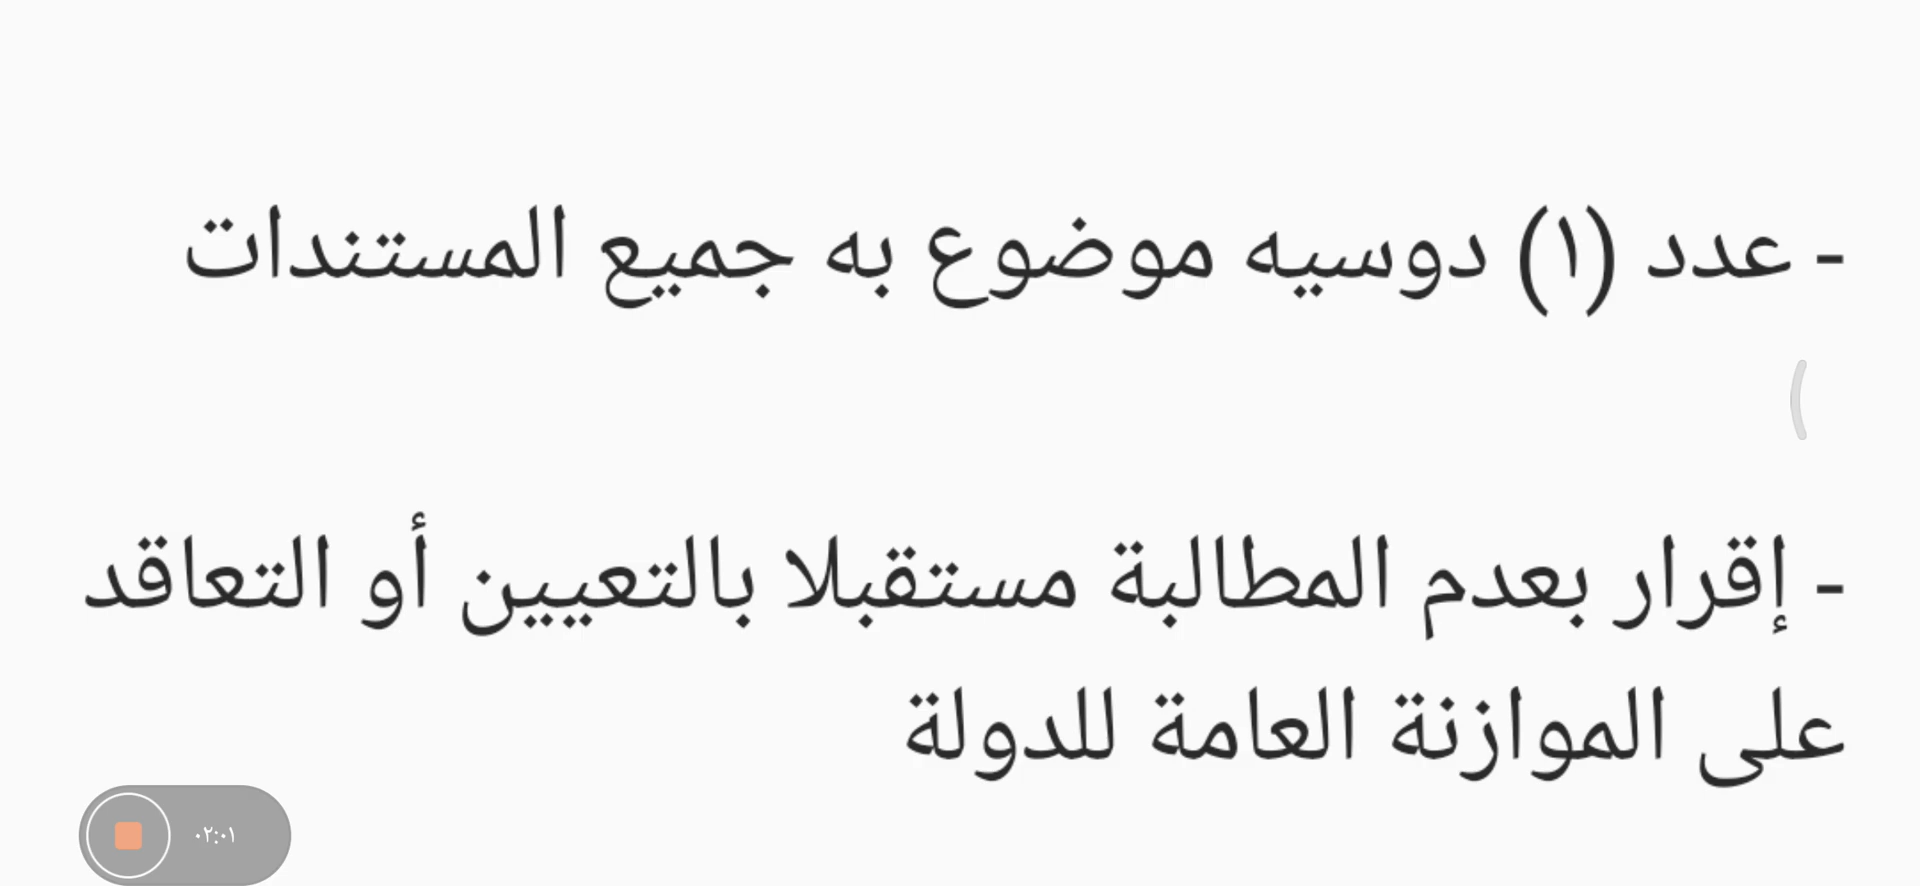 - عدد (١) دوسيه موضوع به جميع المستندات
- إقرار بعدم المطالبة مستقبلا بالتعيين أو التعاقد
على الموازنة العامة للدولة
٠٢:٠١